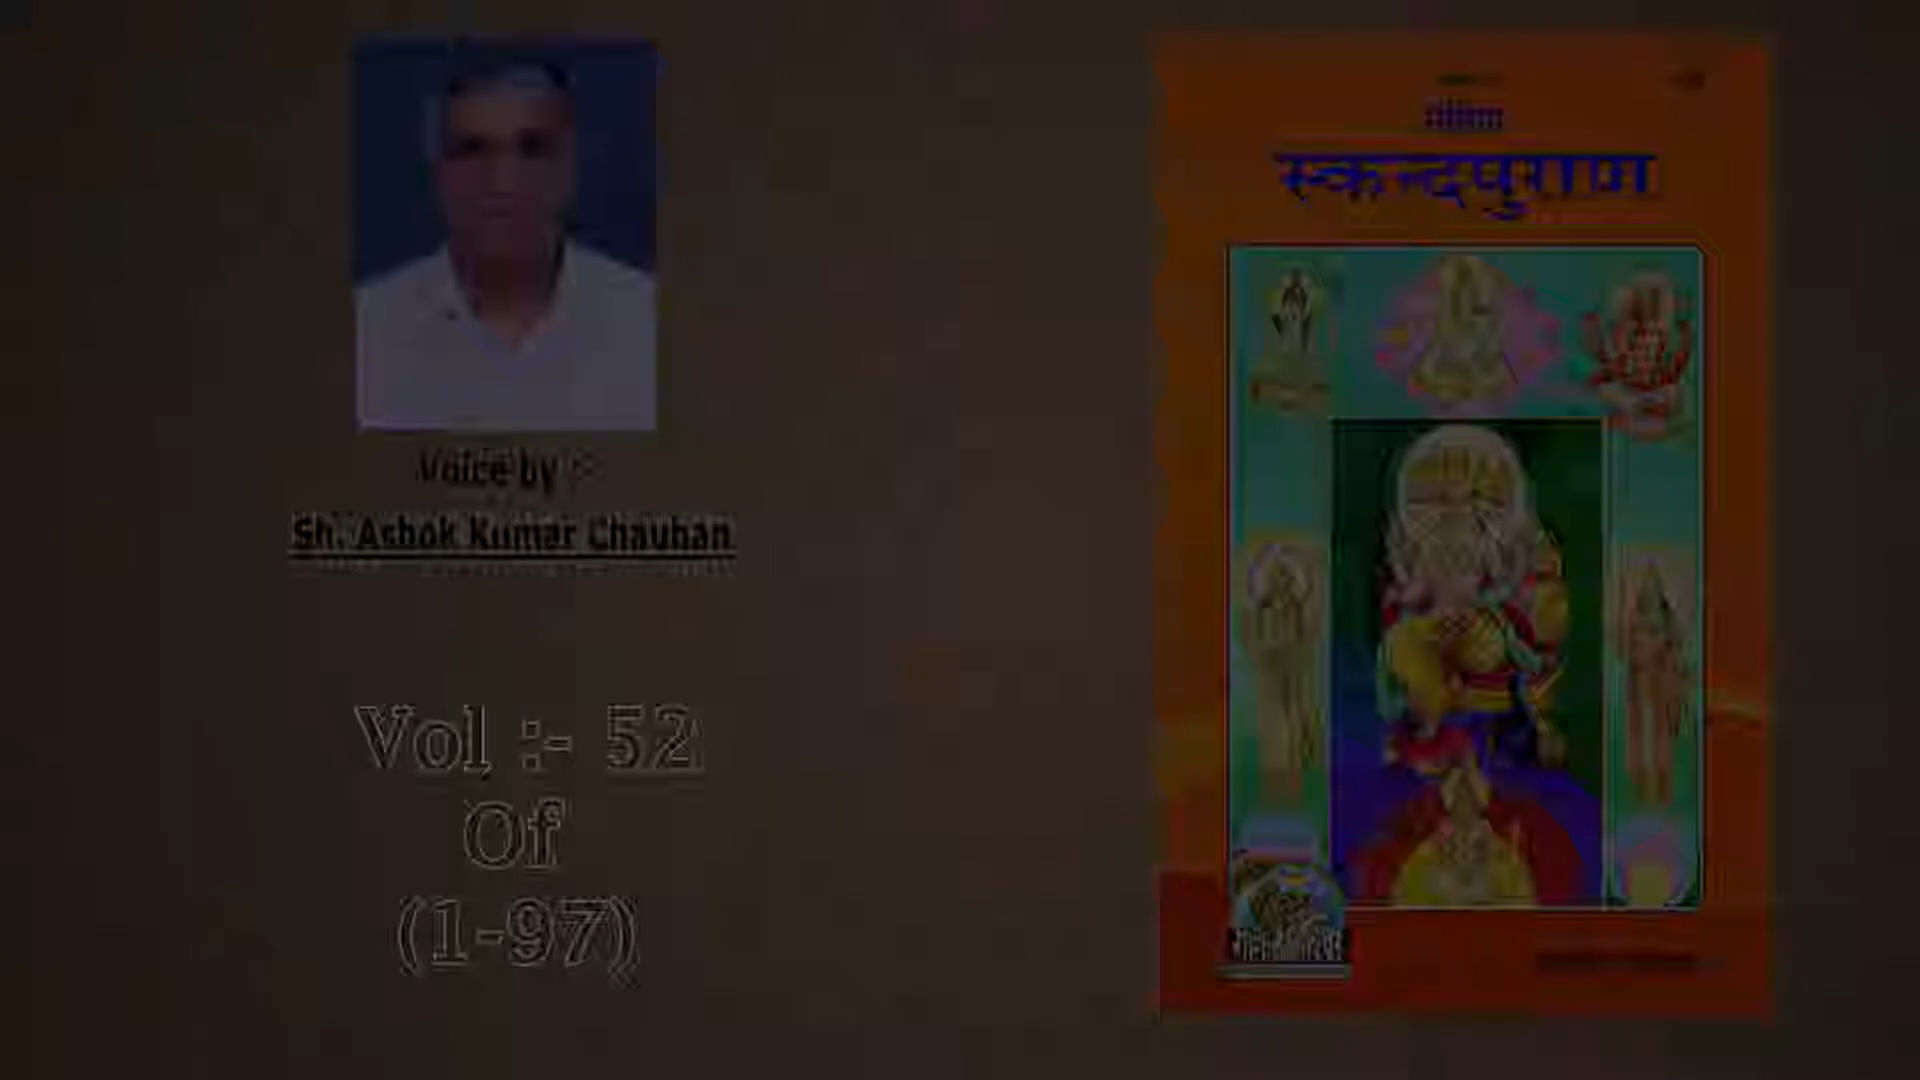 Voice by :-
Sh. Ashok Kumar Chauhan
Vol :- 52
Of
(1-97)
स्कन्दपुराण